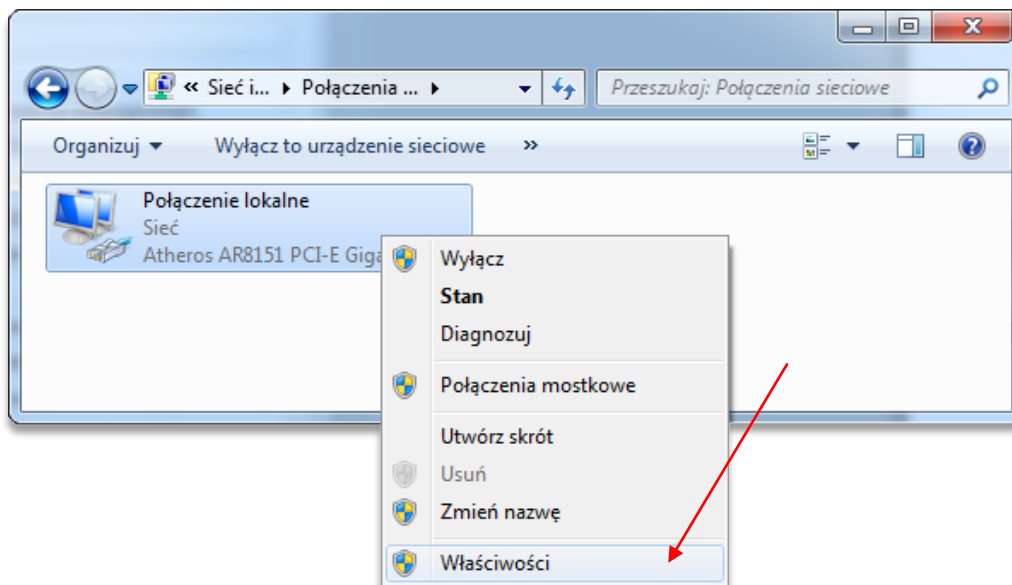 « Sieć i... Połączenia ... Przeszukaj: Połączenia sieciowe
Organizuj Wyłącz to urządzenie sieciowe »
Połączenie lokalne
Sieć
Atheros AR8151 PCI-E Giga
Wyłącz
Stan
Diagnozuj
Połączenia mostkowe
Utwórz skrót
Usuń
Zmień nazwę
Właściwości